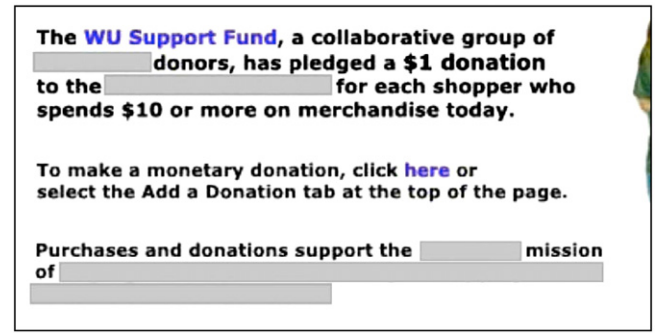 The WU Support Fund, a collaborative group of
donors, has pledged a $1 donation
to the for each shopper who
spends $10 or more on merchandise today.
To make a monetary donation, click here or
select the Add a Donation tab at the top of the page.
Purchases and donations support the mission
of